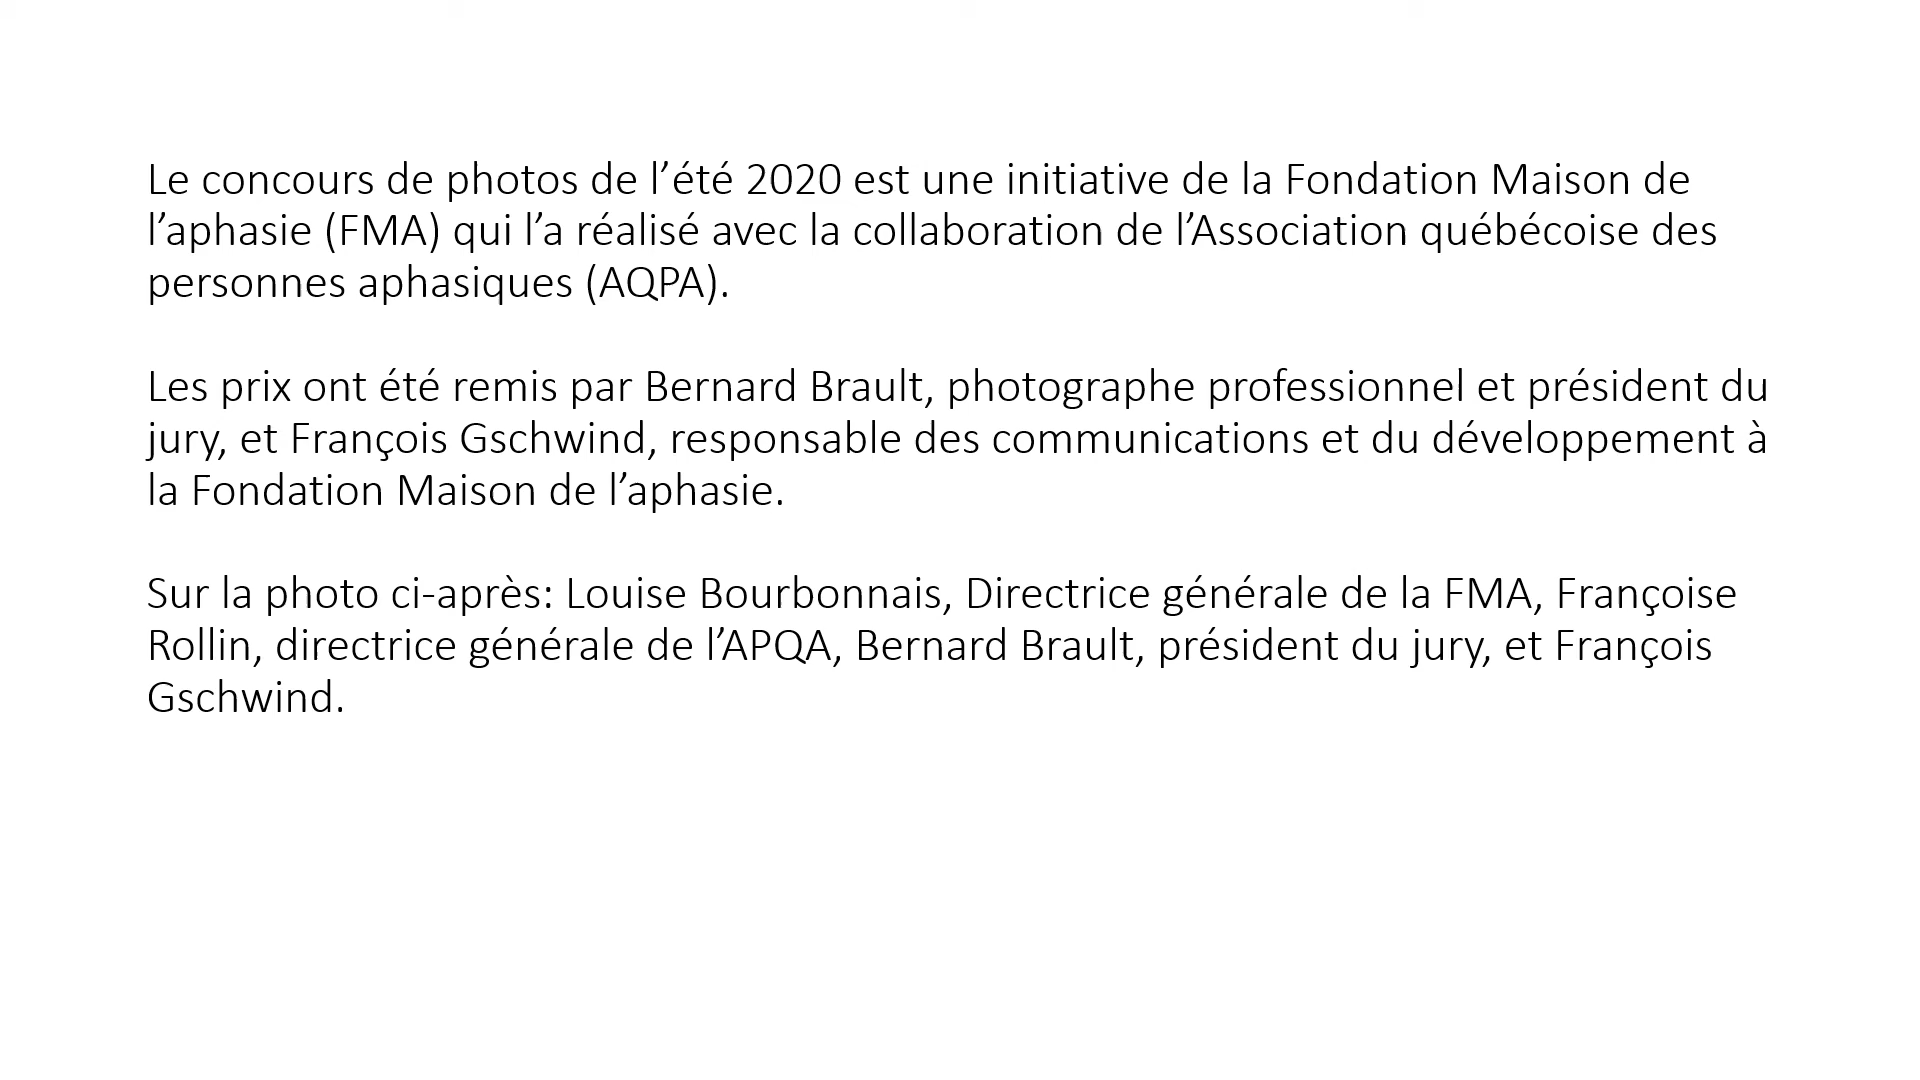 Le concours de photos de l’été 2020 est une initiative de la Fondation Maison de
l’aphasie (FMA) qui l’a réalisé avec la collaboration de l’Association québécoise des
personnes aphasiques (AQPA).
Les prix ont été remis par Bernard Brault, photographe professionnel et président du
jury, et François Gschwind, responsable des communications et du développement à
la Fondation Maison de l’aphasie.
Sur la photo ci-après: Louise Bourbonnais, Directrice générale de la FMA, Françoise
Rollin, directrice générale de l’APQA, Bernard Brault, président du jury, et François
Gschwind.